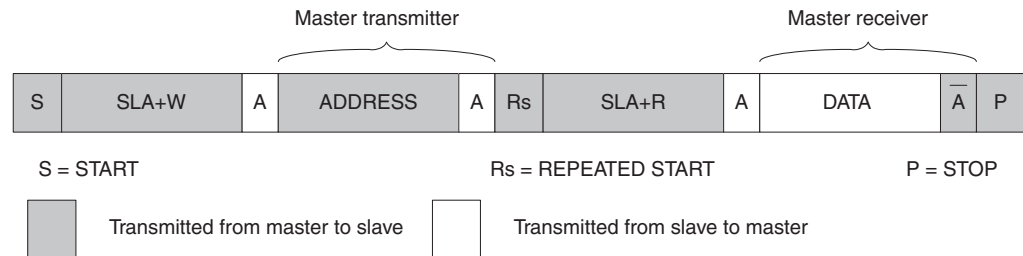 Master transmitter Master receiver
S SLA+W A ADDRESS A Rs SLA+R A DATA A̅ P
S = START Rs = REPEATED START P = STOP
Transmitted from master to slave Transmitted from slave to master